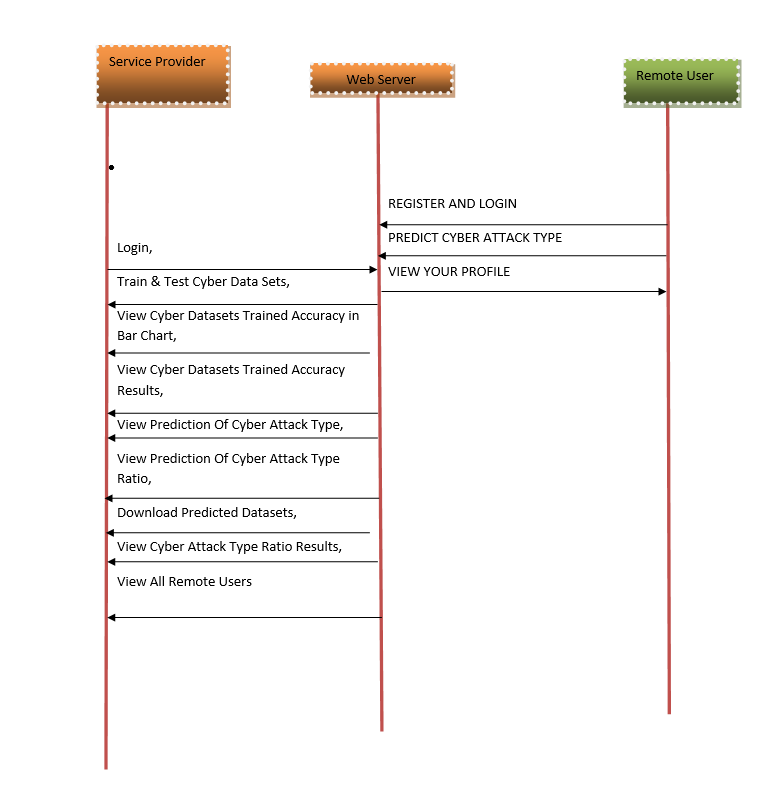 Service Provider
Web Server
Remote User
REGISTER AND LOGIN
PREDICT CYBER ATTACK TYPE
VIEW YOUR PROFILE
Login,
Train & Test Cyber Data Sets,
View Cyber Datasets Trained Accuracy in
Bar Chart,
View Cyber Datasets Trained Accuracy
Results,
View Prediction Of Cyber Attack Type,
View Prediction Of Cyber Attack Type
Ratio,
Download Predicted Datasets,
View Cyber Attack Type Ratio Results,
View All Remote Users